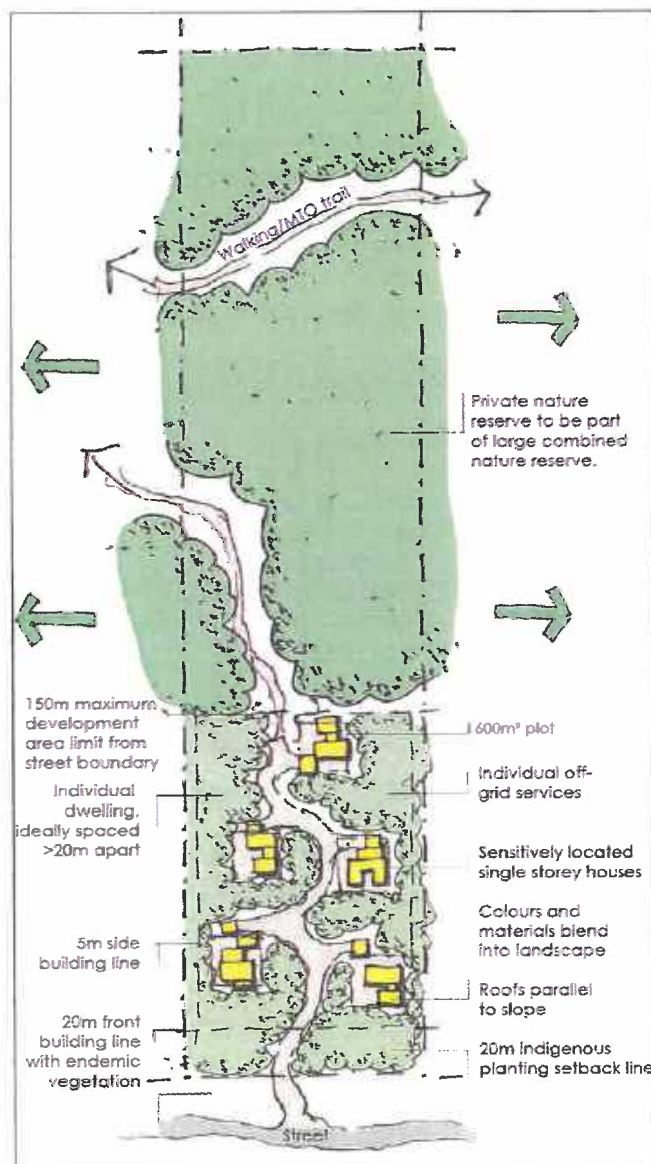 Walking/MTO trail
Private nature
reserve to be part
of large combined
nature reserve.
150m maximum
development
area limit from
street boundary
600m² plot
Individual
dwelling,
ideally spaced
>20m apart
Individual off-
grid services
Sensitively located
single storey houses
Colours and
materials blend
into landscape
5m side
building line
Roofs parallel
to slope
20m front
building line
with endemic
vegetation
20m indigenous
planting setback line
Street